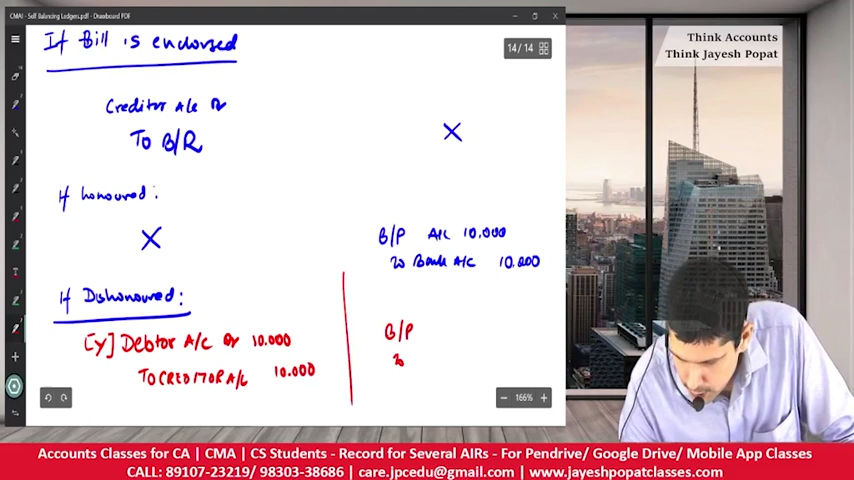 CMAI - Self Balancing Ledgers.pdf - Drawboard PDF
Think Accounts
Think Jayesh Popat
14 / 14
If Bill is endorsed
Creditor A/c Dr
To B/R
X
If honoured:
X
B/P A/c 10,000
To Bank A/c 10,000
If Dishonoured:
[Y] Debtor A/c Dr 10.000
TO CREDITOR A/c 10.000
B/P
To
166%
Accounts Classes for CA | CMA | CS Students - Record for Several AIRs - For Pendrive/ Google Drive/ Mobile App Classes
CALL: 89107-23219/ 98303-38686 | care.jpcedu@gmail.com | www.jayeshpopatclasses.com